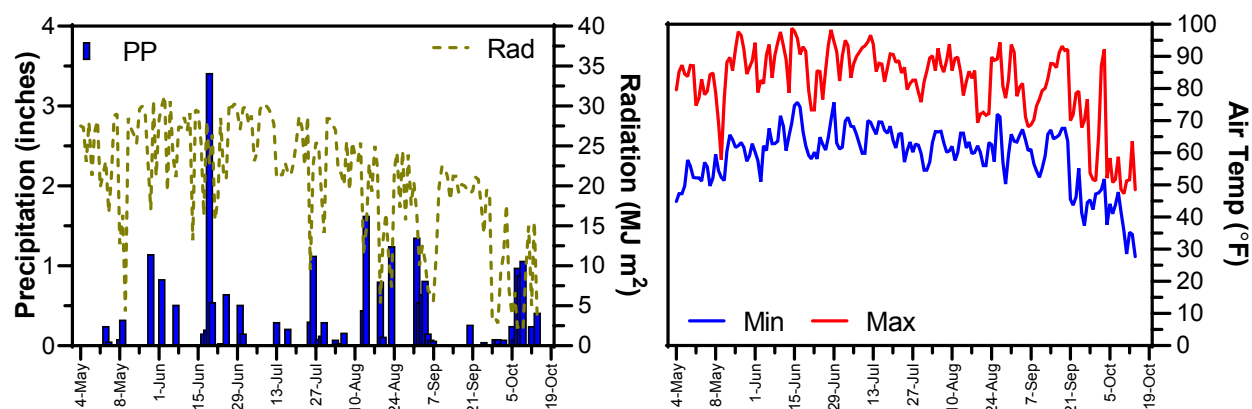 4
3
2
1
0
Precipitation (inches)
PP
Rad
40
35
30
25
20
15
10
5
0
Radiation (MJ m²)
4-May
8-May
1-Jun
15-Jun
29-Jun
13-Jul
27-Jul
10-Aug
24-Aug
7-Sep
21-Sep
5-Oct
19-Oct
100
90
80
70
60
50
40
30
20
10
0
Air Temp (°F)
Min
Max
4-May
8-May
1-Jun
15-Jun
29-Jun
13-Jul
27-Jul
10-Aug
24-Aug
7-Sep
21-Sep
5-Oct
19-Oct